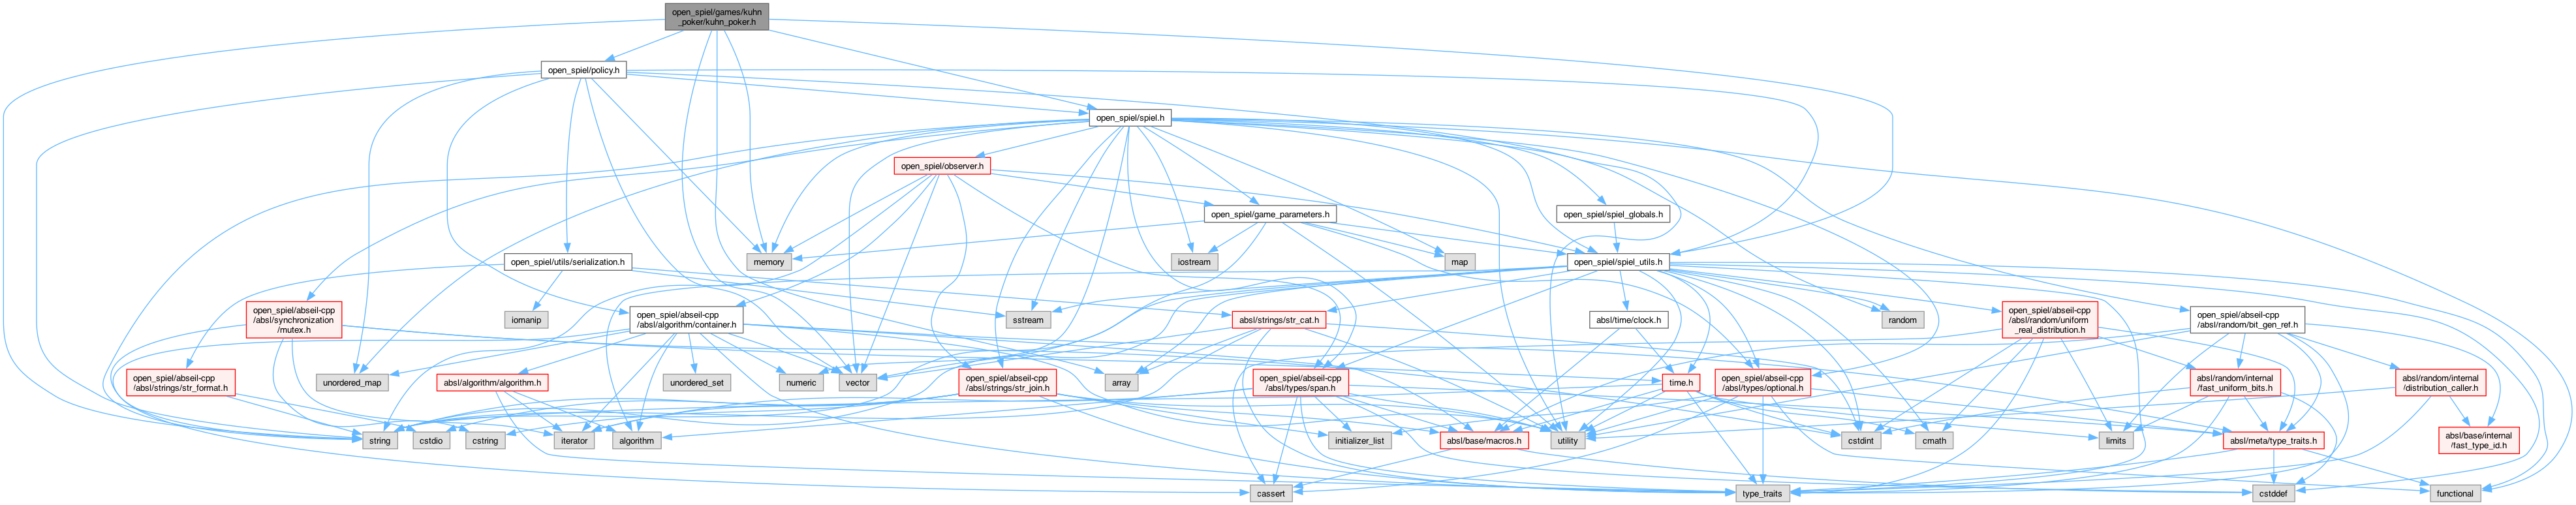 open_spiel/games/kuhn
_poker/kuhn_poker.h
open_spiel/policy.h
open_spiel/spiel.h
open_spiel/observer.h
open_spiel/game_parameters.h
open_spiel/spiel_globals.h
open_spiel/utils/serialization.h
memory
iostream
map
open_spiel/spiel_utils.h
open_spiel/abseil-cpp
/absl/synchronization
/mutex.h
iomanip
open_spiel/abseil-cpp
/absl/algorithm/container.h
sstream
absl/strings/str_cat.h
absl/time/clock.h
random
open_spiel/abseil-cpp
/absl/random/uniform
_real_distribution.h
open_spiel/abseil-cpp
/absl/random/bit_gen_ref.h
open_spiel/abseil-cpp
/absl/strings/str_format.h
unordered_map
absl/algorithm/algorithm.h
unordered_set
numeric
vector
open_spiel/abseil-cpp
/absl/strings/str_join.h
array
open_spiel/abseil-cpp
/absl/types/span.h
time.h
open_spiel/abseil-cpp
/absl/types/optional.h
absl/random/internal
/fast_uniform_bits.h
absl/random/internal
/distribution_caller.h
string
cstdio
cstring
iterator
algorithm
initializer_list
absl/base/macros.h
utility
cstdint
cmath
limits
absl/meta/type_traits.h
absl/base/internal
/fast_type_id.h
cassert
type_traits
cstddef
functional